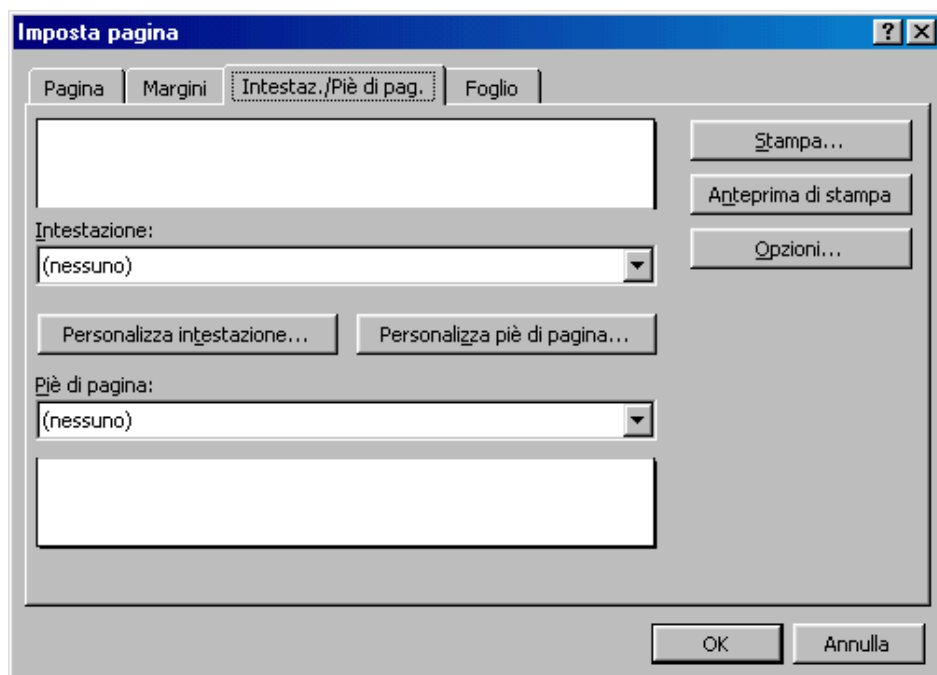 Imposta pagina
Pagina Margini Intestaz./Piè di pag. Foglio
Stampa...
Anteprima di stampa
Intestazione:
Opzioni...
(nessuno)
Personalizza intestazione... Personalizza piè di pagina...
Piè di pagina:
(nessuno)
OK Annulla